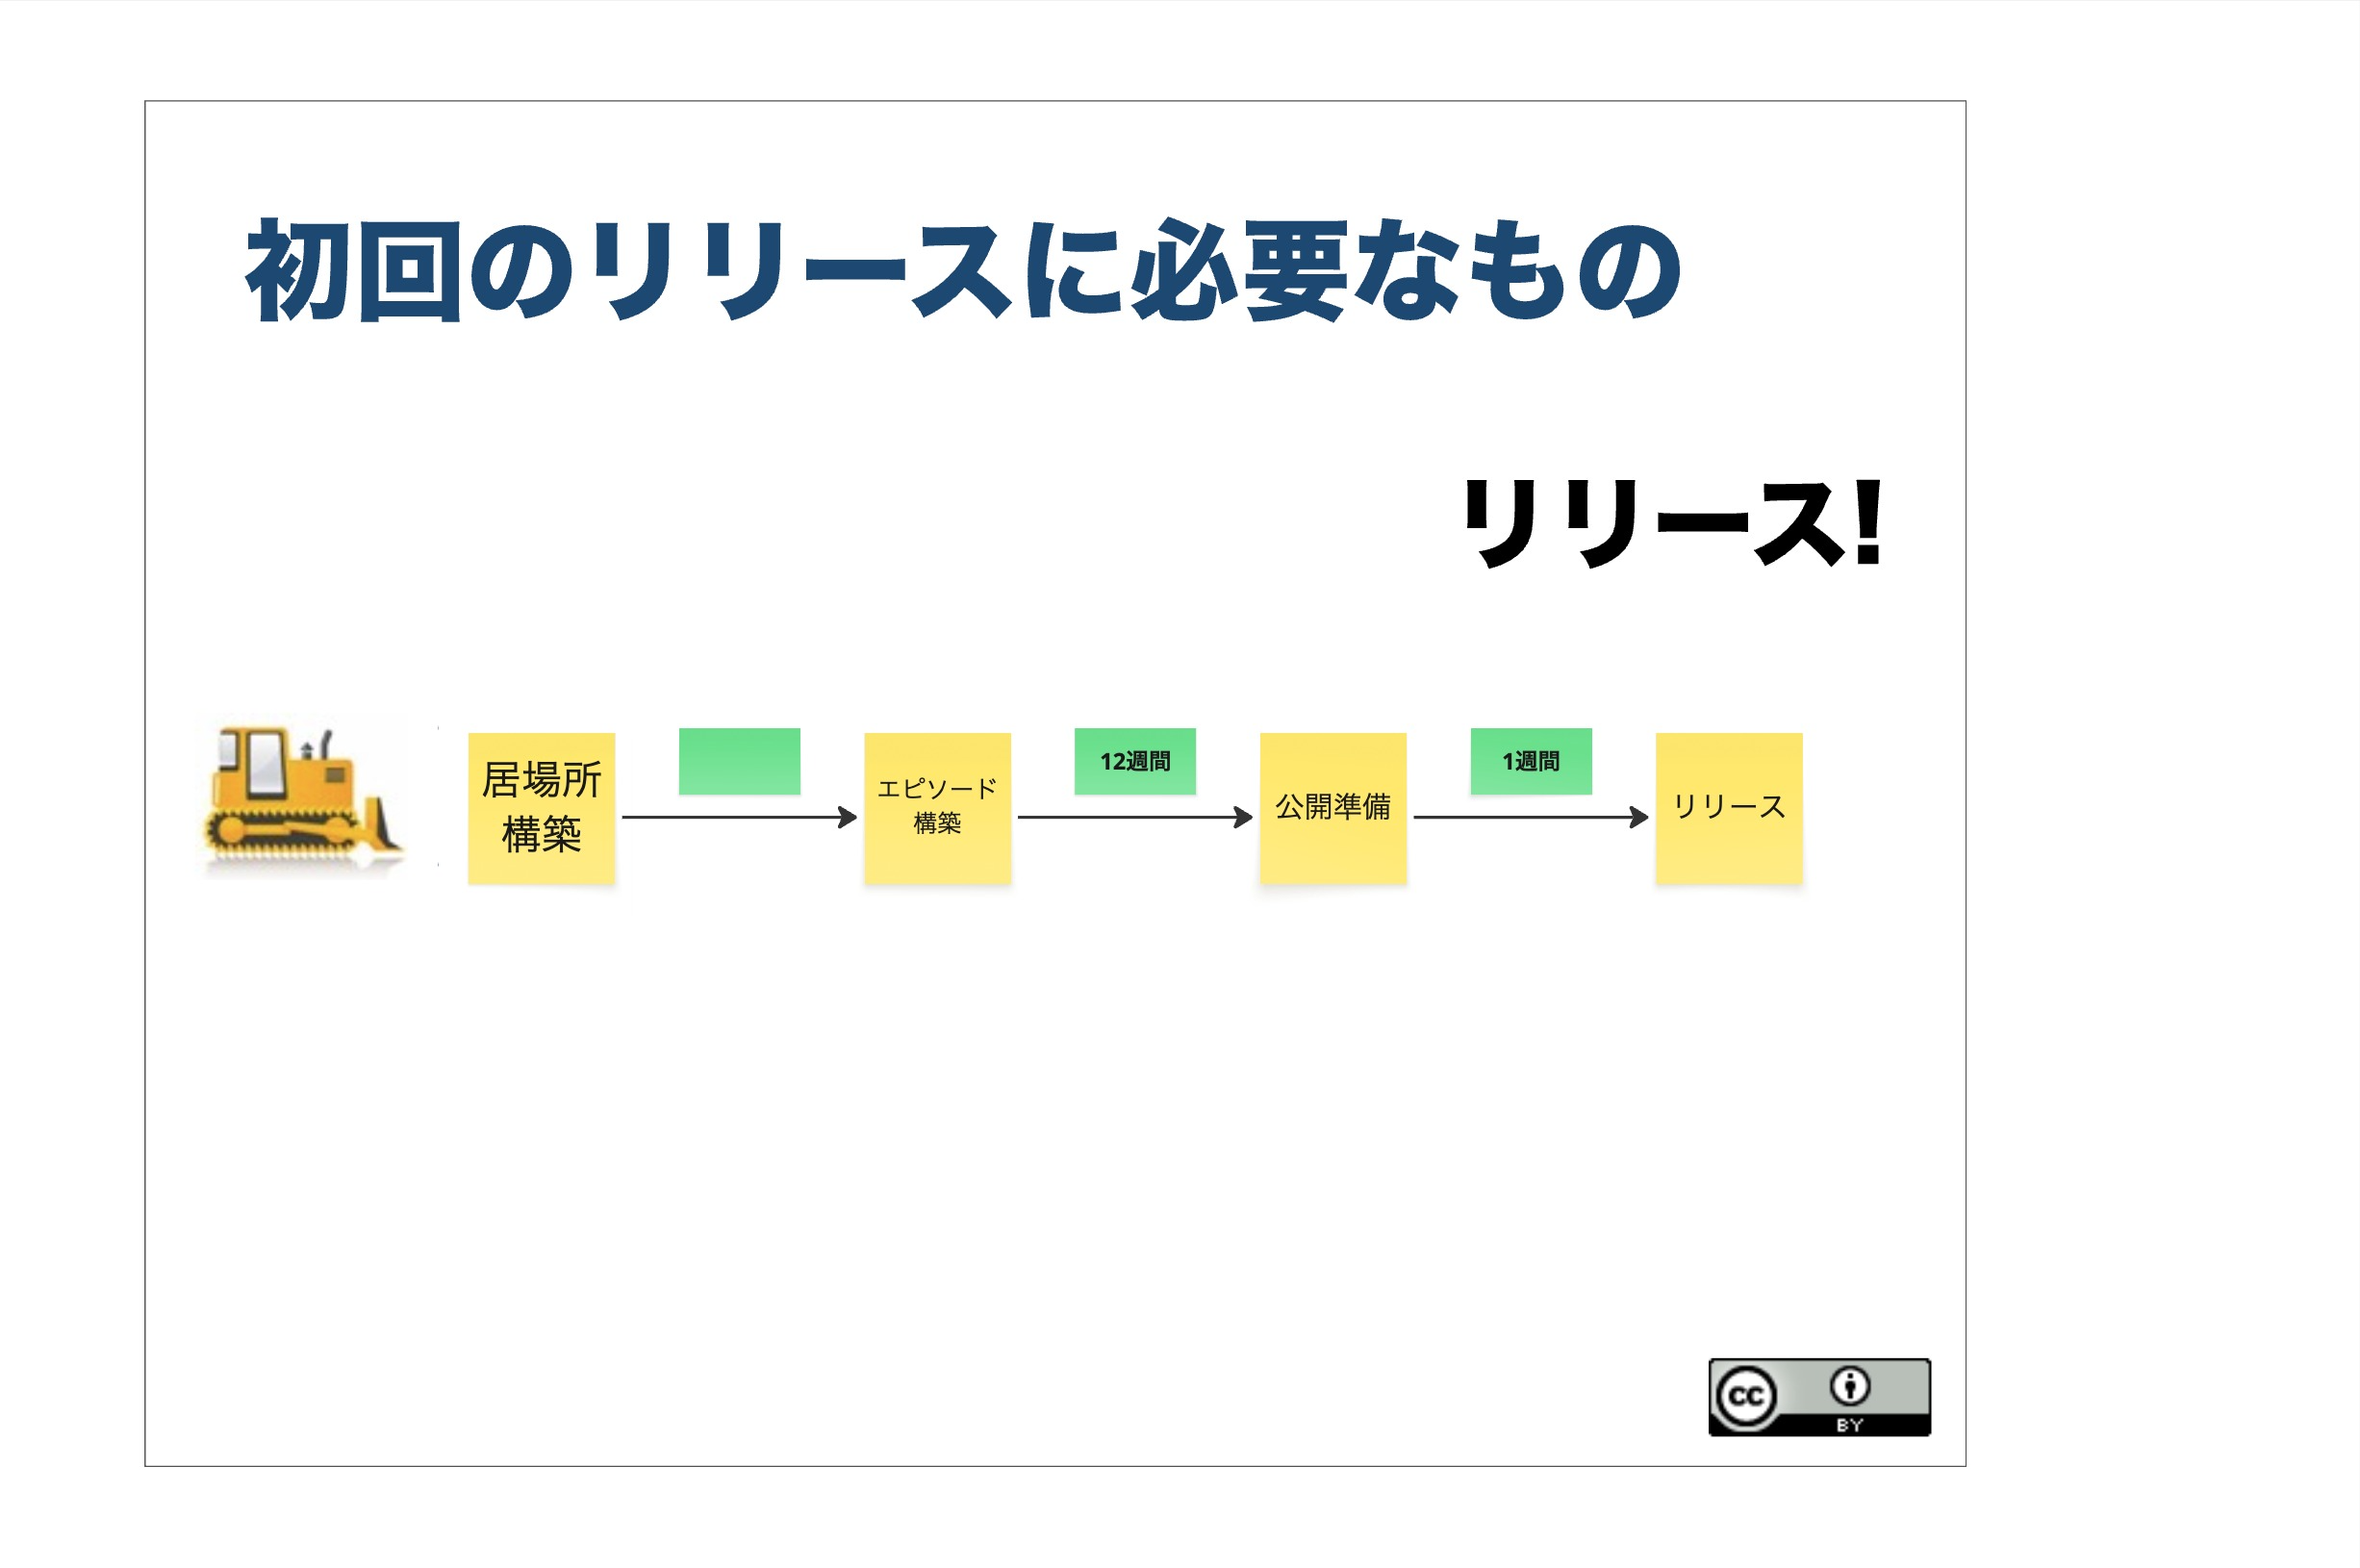 初回のリリースに必要なもの
リリース!
居場所
構築
エピソード
構築
12週間
公開準備
1週間
リリース
CC
BY